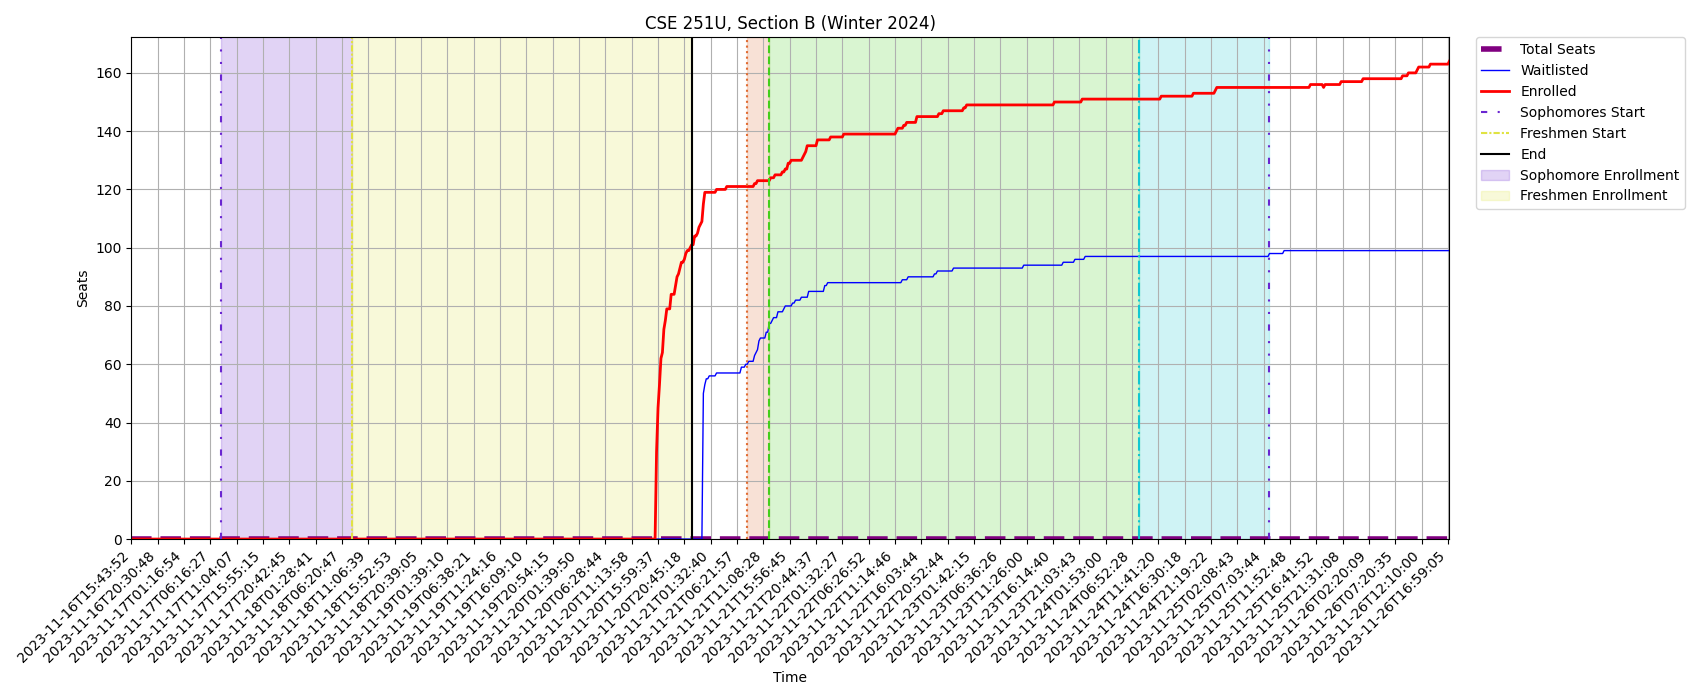 CSE 251U, Section B (Winter 2024)
Total Seats
Waitlisted
Enrolled
Sophomores Start
Freshmen Start
End
Sophomore Enrollment
Freshmen Enrollment
Seats
160
140
120
100
80
60
40
20
0
2023-11-16T15:43:52
2023-11-16T20:30:48
2023-11-17T01:16:54
2023-11-17T06:16:27
2023-11-17T11:04:07
2023-11-17T15:55:15
2023-11-17T20:42:45
2023-11-18T01:28:41
2023-11-18T06:20:47
2023-11-18T11:06:39
2023-11-18T15:52:53
2023-11-18T20:39:05
2023-11-19T01:39:10
2023-11-19T06:38:21
2023-11-19T11:24:16
2023-11-19T16:09:10
2023-11-19T20:54:15
2023-11-20T01:39:50
2023-11-20T06:28:44
2023-11-20T11:13:58
2023-11-20T15:59:37
2023-11-20T20:45:18
2023-11-21T01:32:40
2023-11-21T06:21:57
2023-11-21T11:08:28
2023-11-21T15:56:45
2023-11-21T20:44:37
2023-11-22T01:32:27
2023-11-22T06:26:52
2023-11-22T11:14:46
2023-11-22T16:03:44
2023-11-22T20:52:44
2023-11-23T01:42:15
2023-11-23T06:36:26
2023-11-23T11:26:00
2023-11-23T16:14:40
2023-11-23T21:03:43
2023-11-24T01:53:00
2023-11-24T06:52:28
2023-11-24T11:41:20
2023-11-24T16:30:18
2023-11-24T21:19:22
2023-11-25T02:08:43
2023-11-25T07:03:44
2023-11-25T11:52:48
2023-11-25T16:41:52
2023-11-25T21:31:08
2023-11-26T02:20:09
2023-11-26T07:20:35
2023-11-26T12:10:00
2023-11-26T16:59:05
Time